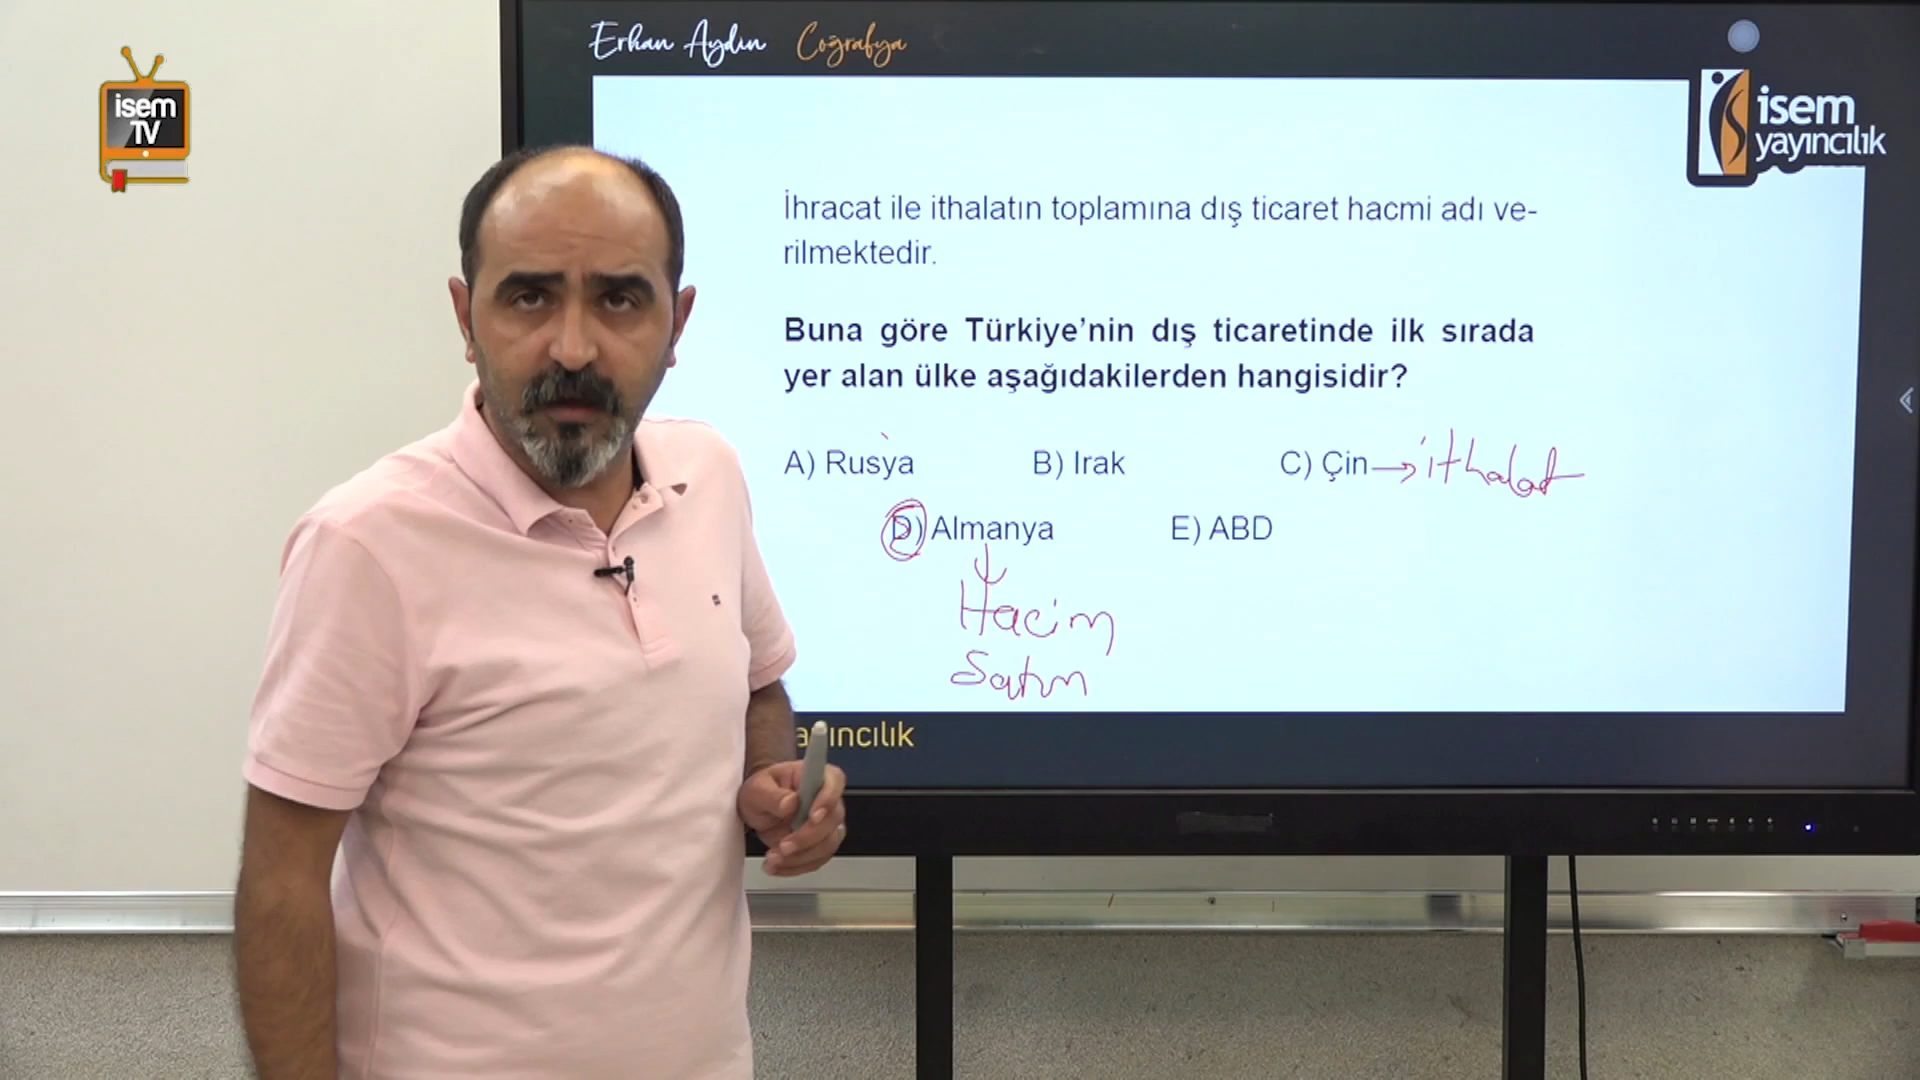 isem
TV
Erhan Aydın Coğrafya
isem
yayıncılık
İhracat ile ithalatın toplamına dış ticaret hacmi adı ve-
rilmektedir.
Buna göre Türkiye'nin dış ticaretinde ilk sırada
yer alan ülke aşağıdakilerden hangisidir?
A) Rusya B) Irak C) Çin → ithalat
D) Almanya E) ABD
Hacim
Satım
ayıncılık